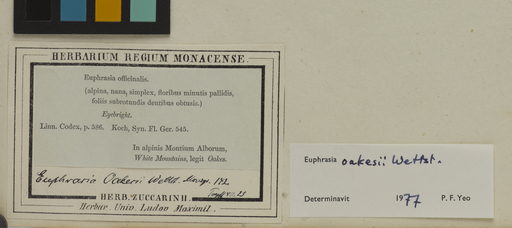 HERBARIUM REGIUM MONACENSE.
Euphrasia officinalis.
(alpina, nana, simplex, floribus minutis pallidis,
foliis subrotundis dentibus obtusis.)
Eyebright.
Linn. Codex, p. 586. Koch, Syn. Fl. Ger. 545.
In alpinis Montium Alborum,
White Mountains, legit Oakes.
Euphrasia Oakesii Wettst. Monogr. 142
HERB. ZUCCARINII.
Herbar. Univ. Ludov Maximil.
Euphrasia oakesii Wettst.
Determinavit 1977 P. F. Yeo